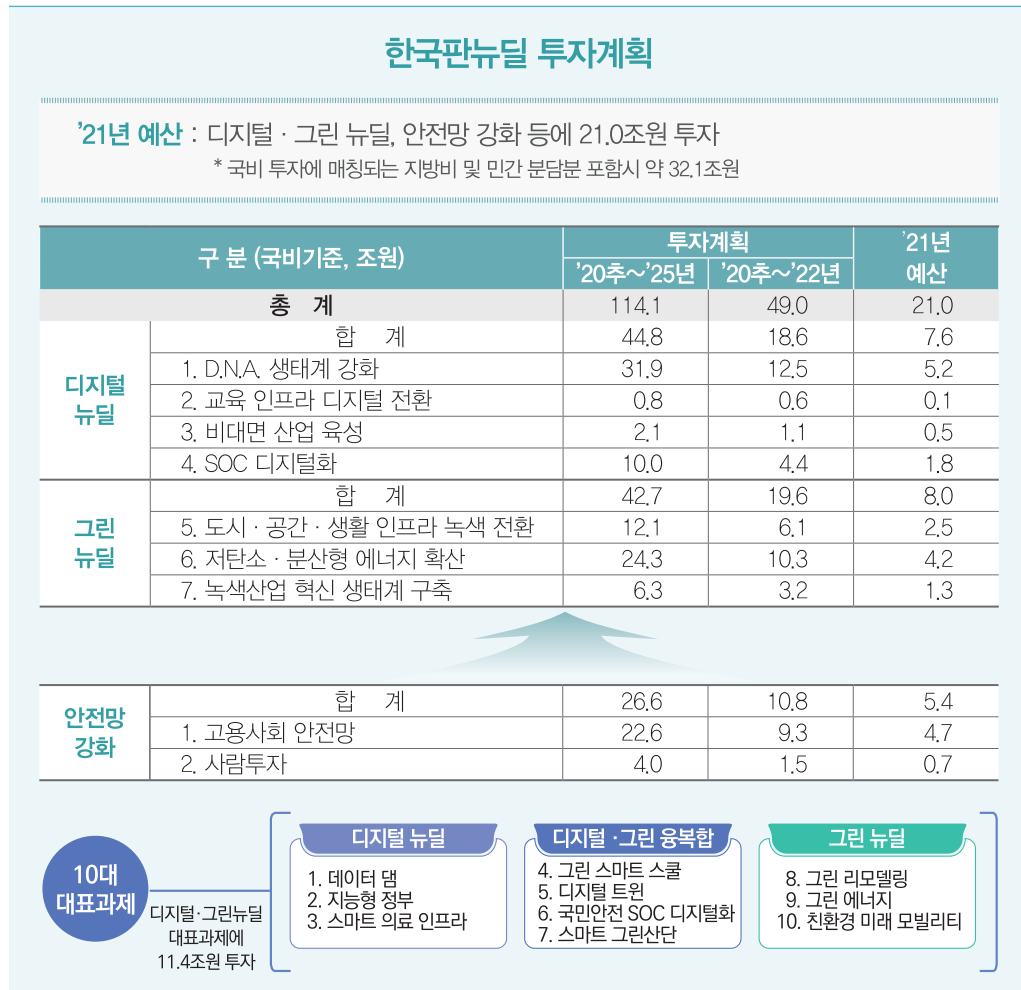 한국판뉴딜 투자계획
’21년 예산 : 디지털·그린 뉴딜, 안전망 강화 등에 21.0조원 투자
* 국비 투자에 매칭되는 지방비 및 민간 분담분 포함시 약 32.1조원
구 분 (국비기준, 조원) 투자계획 ’21년 예산
’20추~’25년 ’20추~’22년
총 계 114.1 49.0 21.0
디지털 뉴딜
합 계 44.8 18.6 7.6
1. D.N.A. 생태계 강화 31.9 12.5 5.2
2. 교육 인프라 디지털 전환 0.8 0.6 0.1
3. 비대면 산업 육성 2.1 1.1 0.5
4. SOC 디지털화 10.0 4.4 1.8
그린 뉴딜
합 계 42.7 19.6 8.0
5. 도시·공간·생활 인프라 녹색 전환 12.1 6.1 2.5
6. 저탄소·분산형 에너지 확산 24.3 10.3 4.2
7. 녹색산업 혁신 생태계 구축 6.3 3.2 1.3
안전망 강화
합 계 26.6 10.8 5.4
1. 고용사회 안전망 22.6 9.3 4.7
2. 사람투자 4.0 1.5 0.7
10대
대표과제
디지털·그린뉴딜
대표과제에
11.4조원 투자
디지털 뉴딜
1. 데이터 댐
2. 지능형 정부
3. 스마트 의료 인프라
디지털·그린 융복합
4. 그린 스마트 스쿨
5. 디지털 트윈
6. 국민안전 SOC 디지털화
7. 스마트 그린산단
그린 뉴딜
8. 그린 리모델링
9. 그린 에너지
10. 친환경 미래 모빌리티